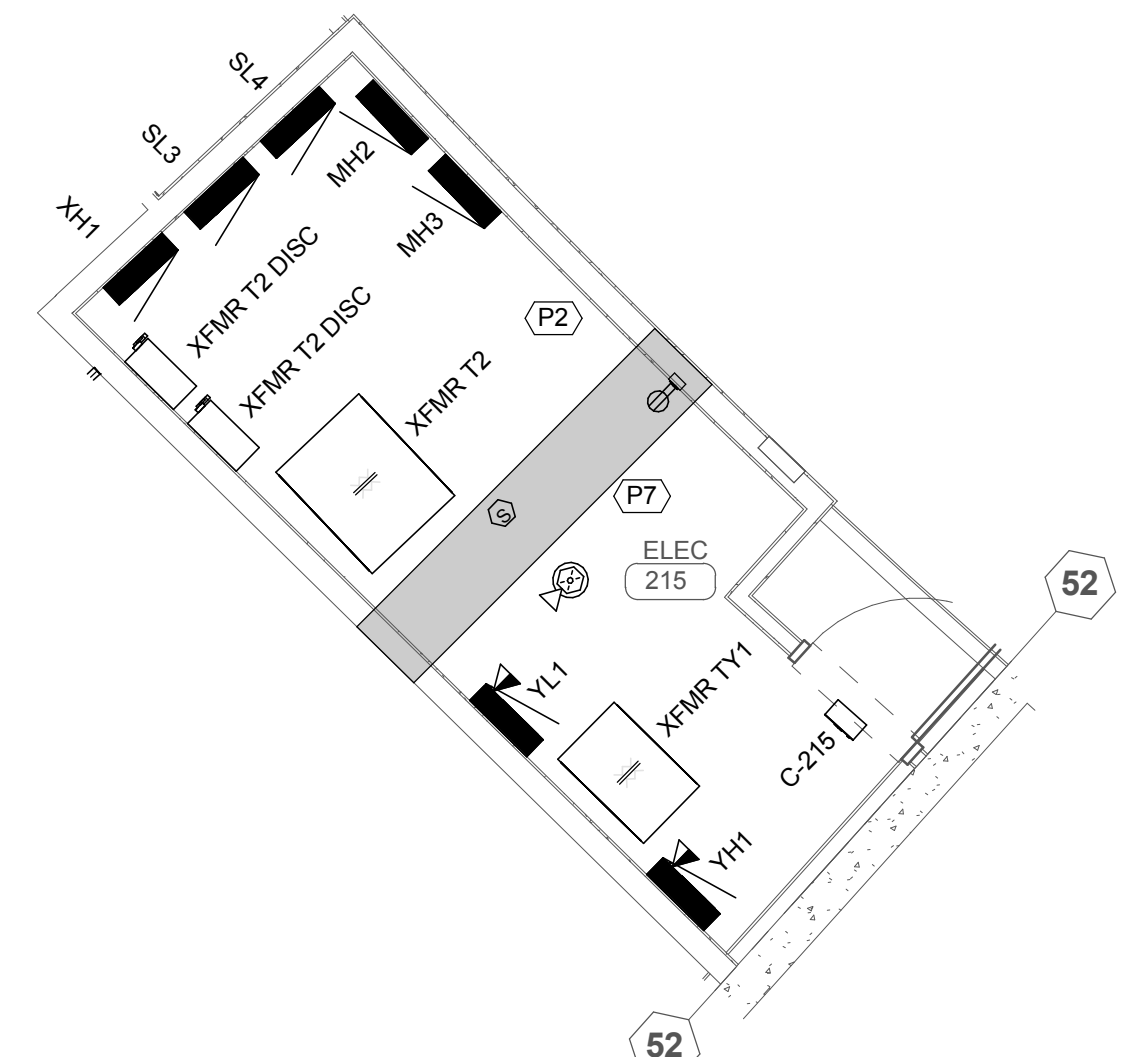 SL4
SL3
MH2
XH1
MH3
XFMR T2 DISC
XFMR T2 DISC
P2
XFMR T2
P7
S
ELEC
215
52
YL1
XFMR TY1
C-215
YH1
52